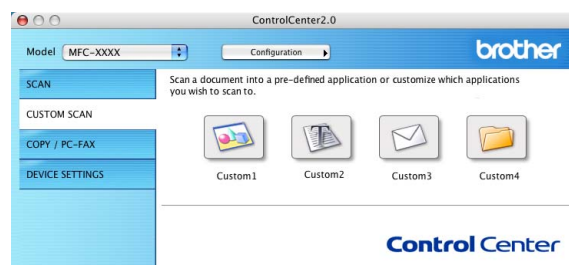 ControlCenter2.0
Model MFC-XXXX Configuration brother
SCAN
CUSTOM SCAN
COPY / PC-FAX
DEVICE SETTINGS
Scan a document into a pre-defined application or customize which applications
you wish to scan to.
T
Custom1 Custom2 Custom3 Custom4
Control Center